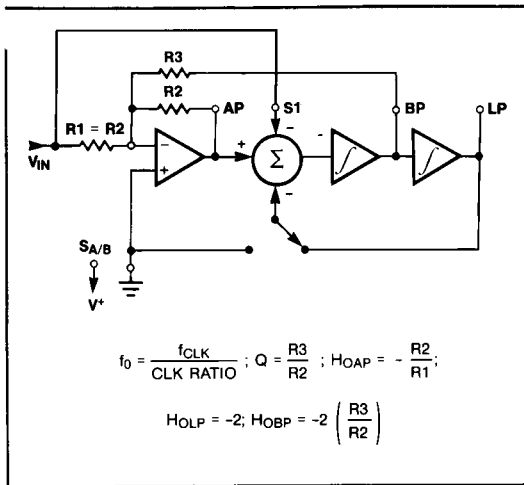 R3
R2
AP
S1
BP
LP
R1 = R2
VIN
−
+
+
−
Σ
−
-
∫
∫
SA/B
V+
f0 = fCLK / CLK RATIO ; Q = R3 / R2 ; HOAP = - R2 / R1 ;
HOLP = -2; HOBP = -2 ( R3 / R2 )